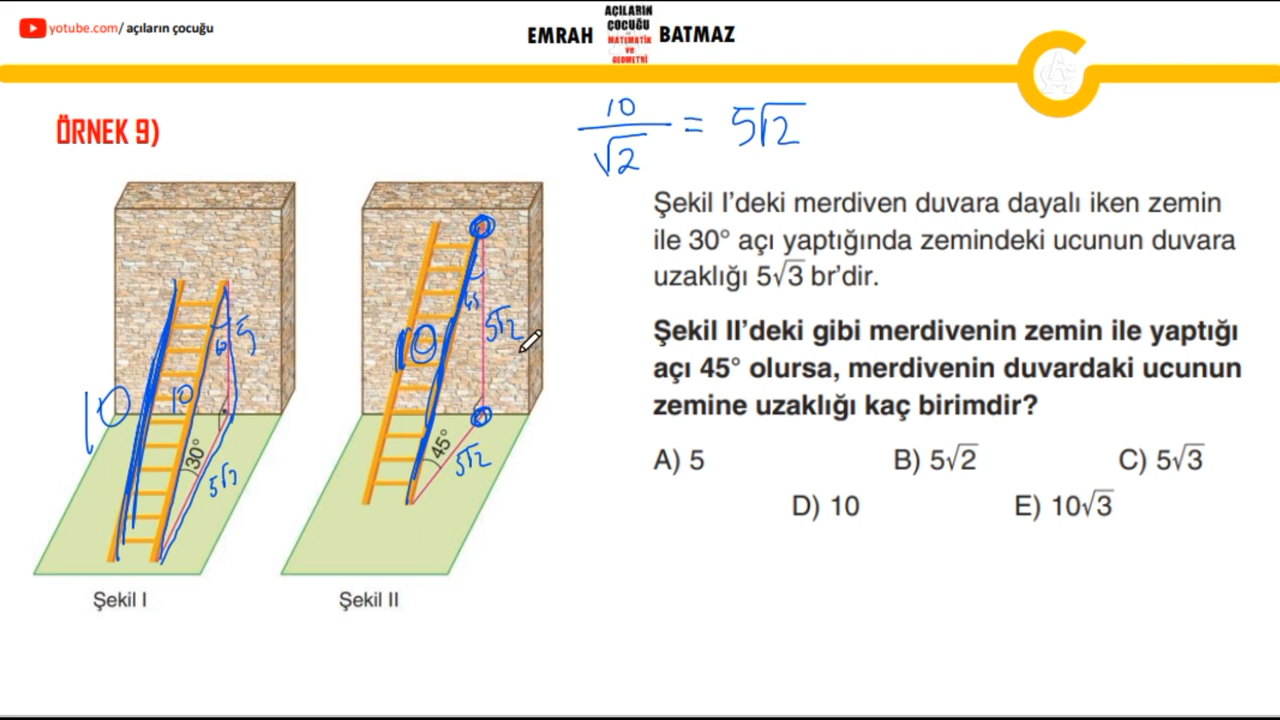 yotube.com/ açıların çocuğu
EMRAH
AÇILARIN
ÇOCUĞU
MATEMATİK
ve
GEOMETRİ
BATMAZ
ÖRNEK 9)
10/√2 = 5√2
Şekil I’deki merdiven duvara dayalı iken zemin
ile 30° açı yaptığında zemindeki ucunun duvara
uzaklığı 5√3 br’dir.
Şekil II’deki gibi merdivenin zemin ile yaptığı
açı 45° olursa, merdivenin duvardaki ucunun
zemine uzaklığı kaç birimdir?
A) 5 B) 5√2 C) 5√3
D) 10 E) 10√3
10
10
60
5
30°
5√3
Şekil I
10
45
5√2
45°
5√2
Şekil II